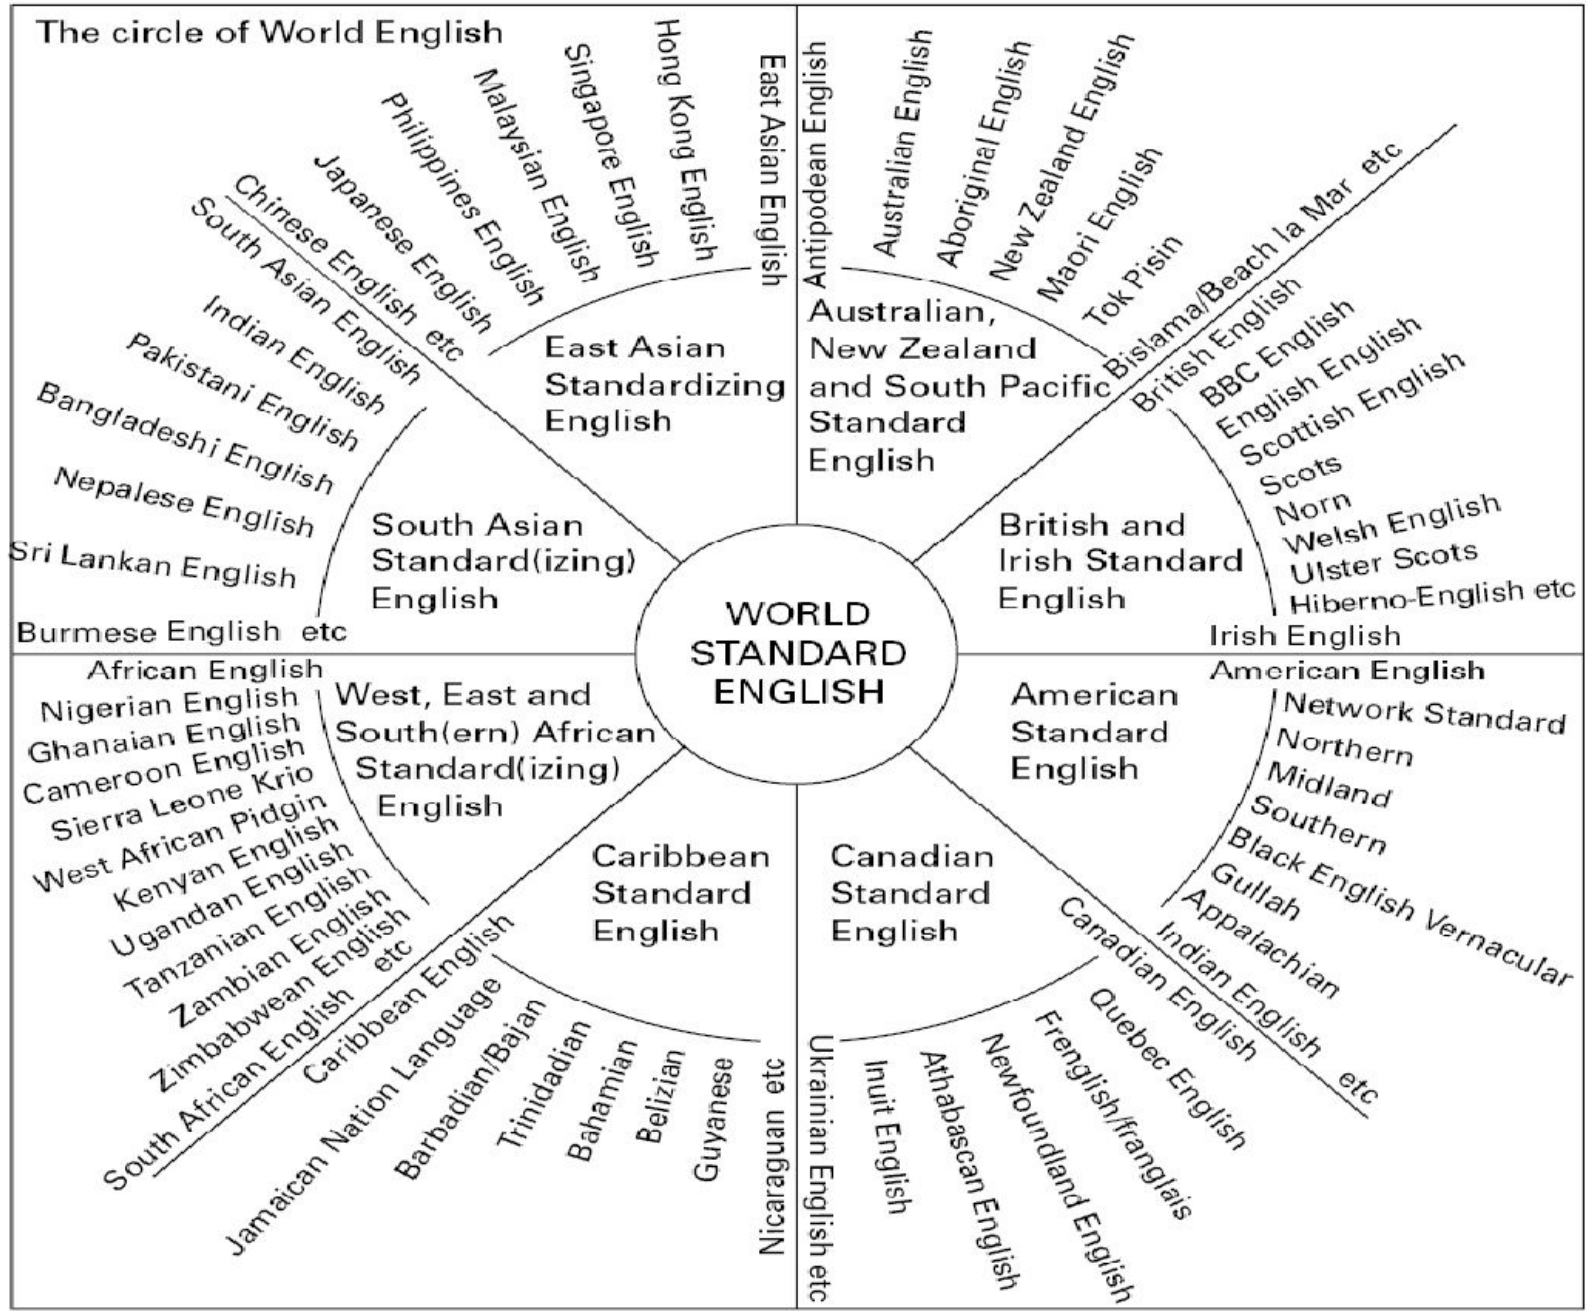 The circle of World English
WORLD
STANDARD
ENGLISH
Australian,
New Zealand
and South Pacific
Standard
English
Antipodean English
Australian English
Aboriginal English
New Zealand English
Maori English
Tok Pisin
Bislama/Beach la Mar etc
British and
Irish Standard
English
British English
BBC English
English English
Scottish English
Scots
Norn
Welsh English
Ulster Scots
Hiberno-English etc
Irish English
American
Standard
English
American English
Network Standard
Northern
Midland
Southern
Black English Vernacular
Gullah
Appalachian
Indian English etc
Canadian
Standard
English
Canadian English
Quebec English
Frenglish/franglais
Newfoundland English
Athabascan English
Inuit English
Ukrainian English etc
Caribbean
Standard
English
Caribbean English
Jamaican Nation Language
Barbadian/Bajan
Trinidadian
Bahamian
Belizian
Guyanese
Nicaraguan etc
West, East and
South(ern) African
Standard(izing)
English
African English
Nigerian English
Ghanaian English
Cameroon English
Sierra Leone Krio
West African Pidgin
Kenyan English
Ugandan English
Tanzanian English
Zambian English
Zimbabwean English
South African English etc
South Asian
Standard(izing)
English
South Asian English
Indian English
Pakistani English
Bangladeshi English
Nepalese English
Sri Lankan English
Burmese English etc
East Asian
Standardizing
English
East Asian English
Hong Kong English
Singapore English
Malaysian English
Philippines English
Japanese English
Chinese English etc